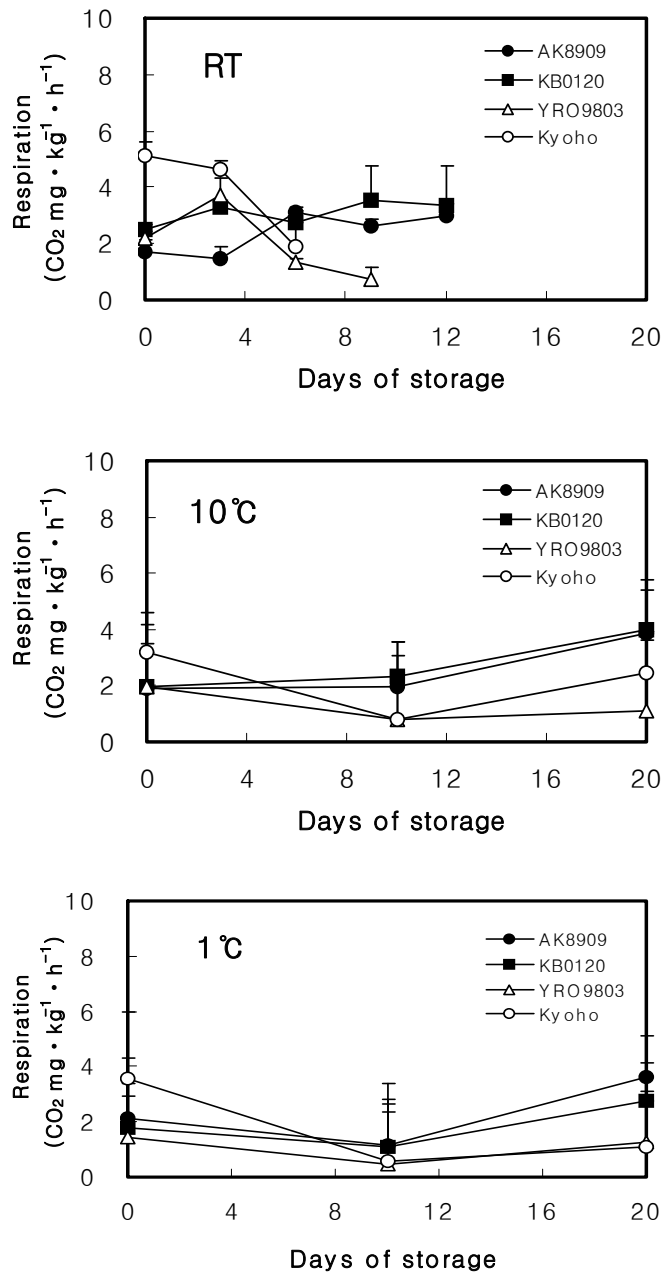 RT
AK8909
KB0120
YRO9803
Kyoho
Respiration
(CO₂ mg・kg⁻¹・h⁻¹)
10
8
6
4
2
0
0 4 8 12 16 20
Days of storage
10℃
AK8909
KB0120
YRO9803
Kyoho
Respiration
(CO₂ mg・kg⁻¹・h⁻¹)
10
8
6
4
2
0
0 4 8 12 16 20
Days of storage
1℃
AK8909
KB0120
YRO9803
Kyoho
Respiration
(CO₂ mg・kg⁻¹・h⁻¹)
10
8
6
4
2
0
0 4 8 12 16 20
Days of storage